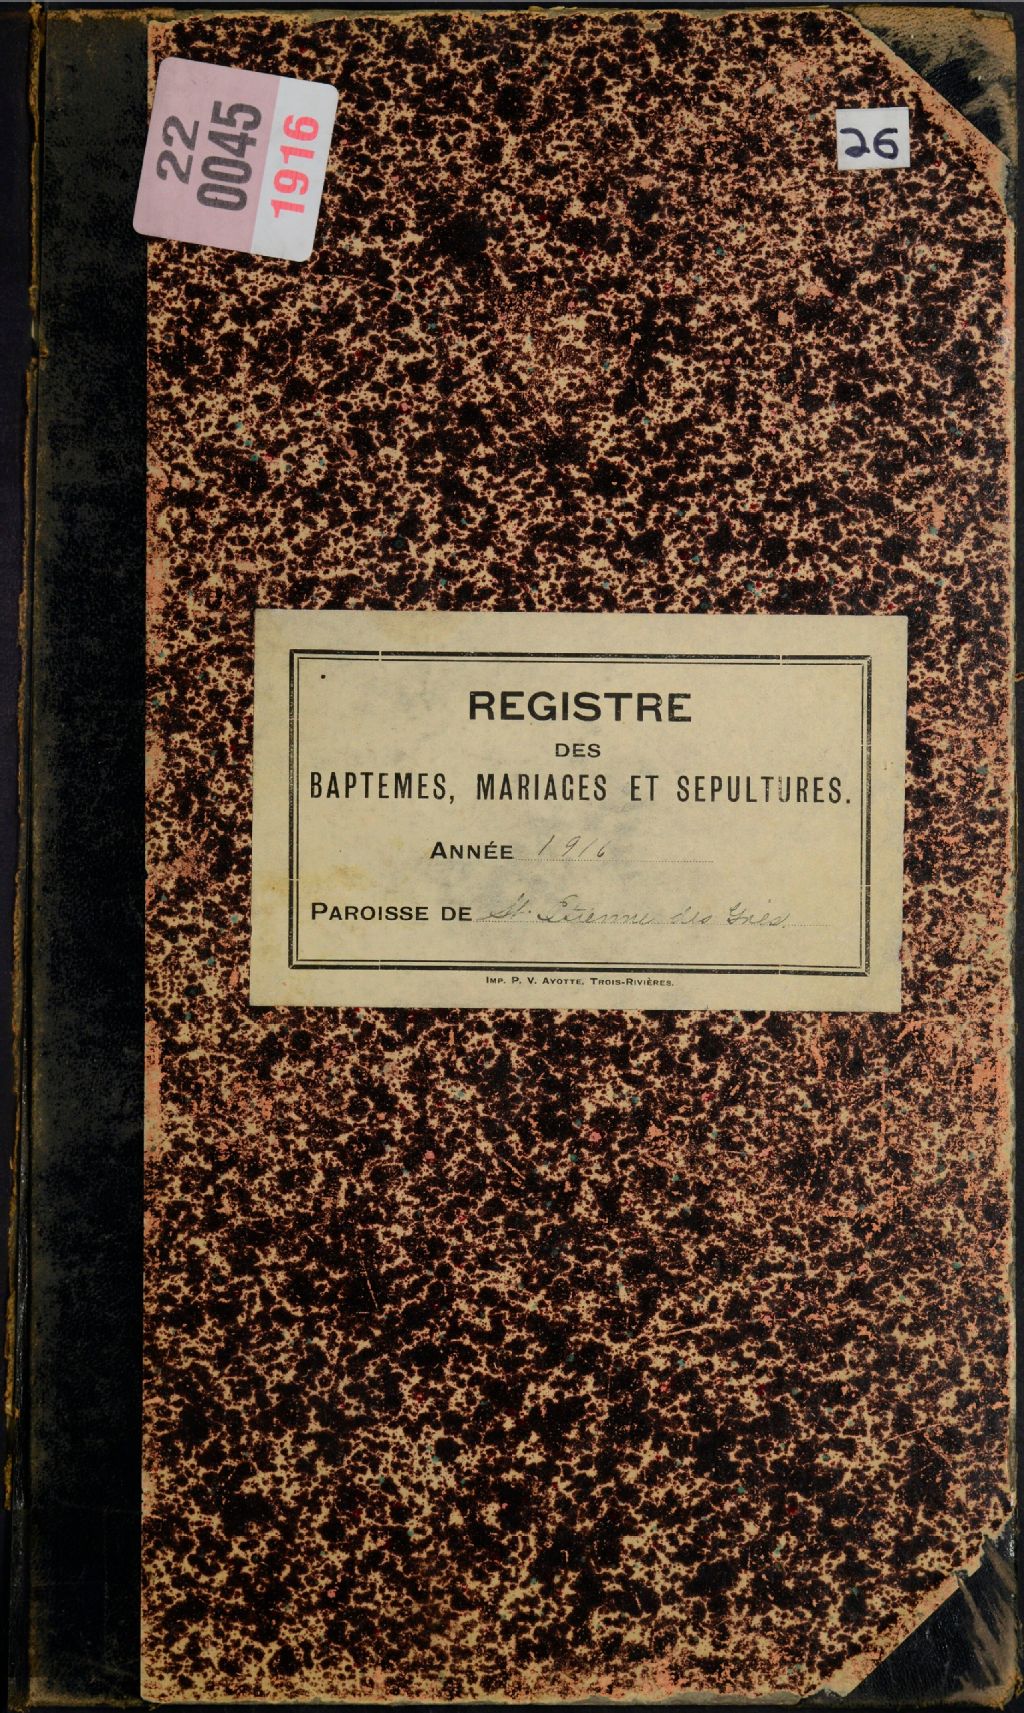 22
0045
1916
26
REGISTRE
DES
BAPTEMES, MARIAGES ET SEPULTURES.
ANNÉE 1916
PAROISSE DE St. Etienne des Grès.
IMP. P. V. AYOTTE, TROIS-RIVIÈRES.